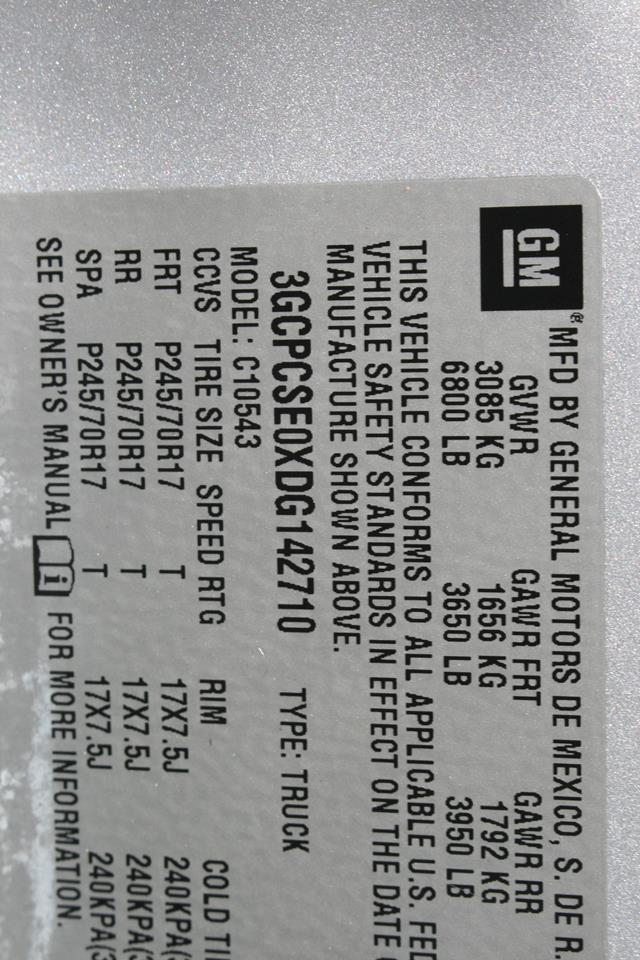 GM
® MFD BY GENERAL MOTORS DE MEXICO, S. DE R.
GVWR GAWR FRT GAWR RR
3085 KG 1656 KG 1792 KG
6800 LB 3650 LB 3950 LB
THIS VEHICLE CONFORMS TO ALL APPLICABLE U.S. FED
VEHICLE SAFETY STANDARDS IN EFFECT ON THE DATE
MANUFACTURE SHOWN ABOVE.
3GCPCSE0XDG142710 TYPE: TRUCK
MODEL: C10543
CCVS TIRE SIZE SPEED RTG RIM COLD TI
FRT P245/70R17 T 17X7.5J 240KPA(3
RR P245/70R17 T 17X7.5J 240KPA(3
SPA P245/70R17 T 17X7.5J 240KPA(3
SEE OWNER'S MANUAL i FOR MORE INFORMATION.